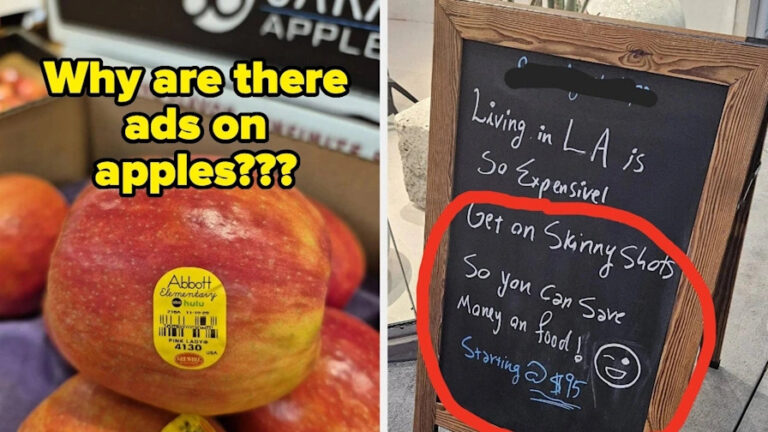 APPLE
Why are there
ads on
apples???
Abbott
Elementary
abc hulu
PINK LADY®
4130
USA
Living in LA is
So Expensive!
Get on Skinny Shots
So you can Save
Money on food!
Starting @ $95